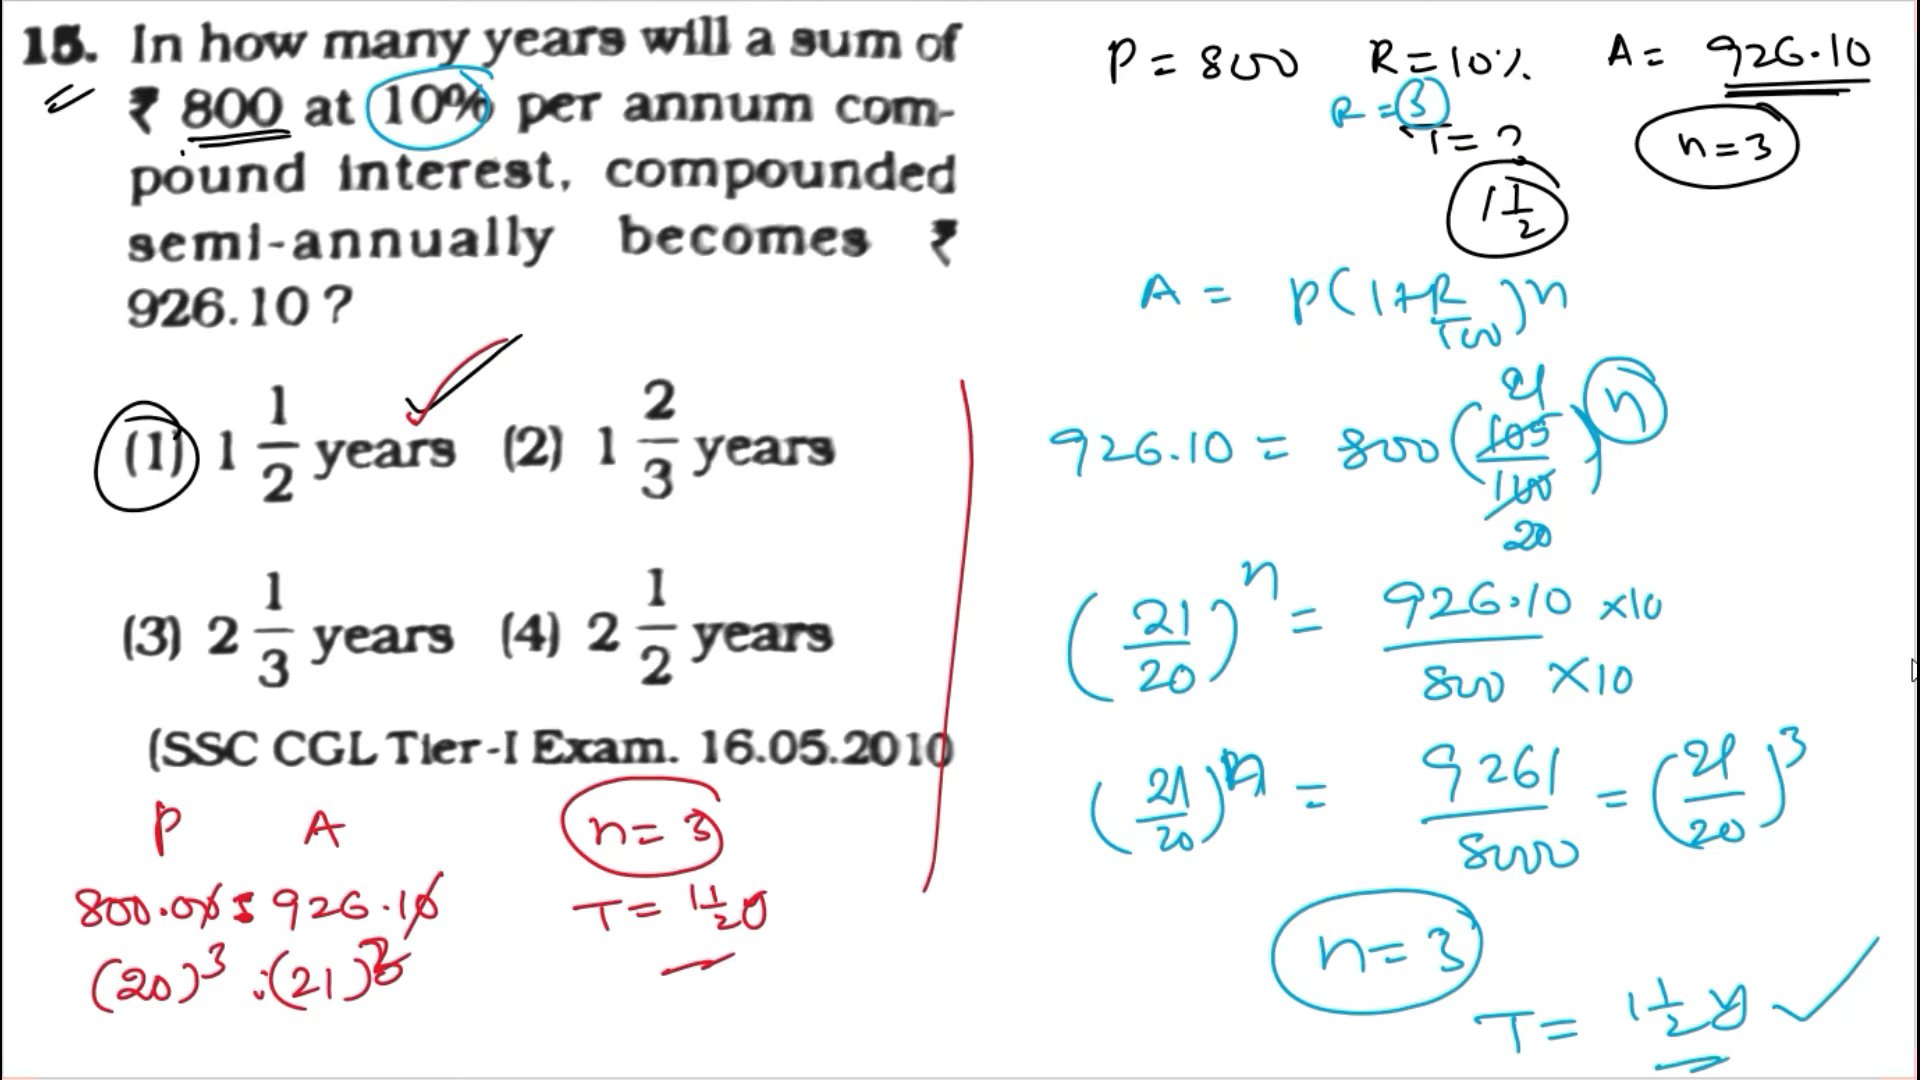 15. In how many years will a sum of
₹ 800 at 10% per annum com-
pound interest, compounded
semi-annually becomes ₹
926.10 ?
(1) 1 1/2 years (2) 1 2/3 years
(3) 2 1/3 years (4) 2 1/2 years
(SSC CGL Tier-I Exam. 16.05.2010
P A
800.00 : 926.10
(20)³ : (21)³
n = 3
T = 1 1/2 y
P = 800 R = 10% A = 926.10
R = 3
T = ?
n = 3
1 1/2
A = P(1+R/100)n
21
926.10 = 800(105/100)n
20
(21/20)ⁿ = 926.10 ×10 / 800 ×10
(21/20)ⁿ = 9261/8000 = (21/20)³
n = 3
T = 1 1/2 y